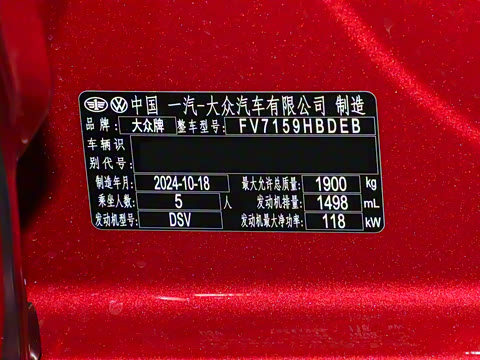 中国 一汽-大众汽车有限公司 制造
品牌: 大众牌 整车型号: FV7159HBDEB
车辆识
别代号:
制造年月: 2024-10-18 最大允许总质量: 1900 kg
乘坐人数: 5 人 发动机排量: 1498 mL
发动机型号: DSV 发动机最大净功率: 118 kW